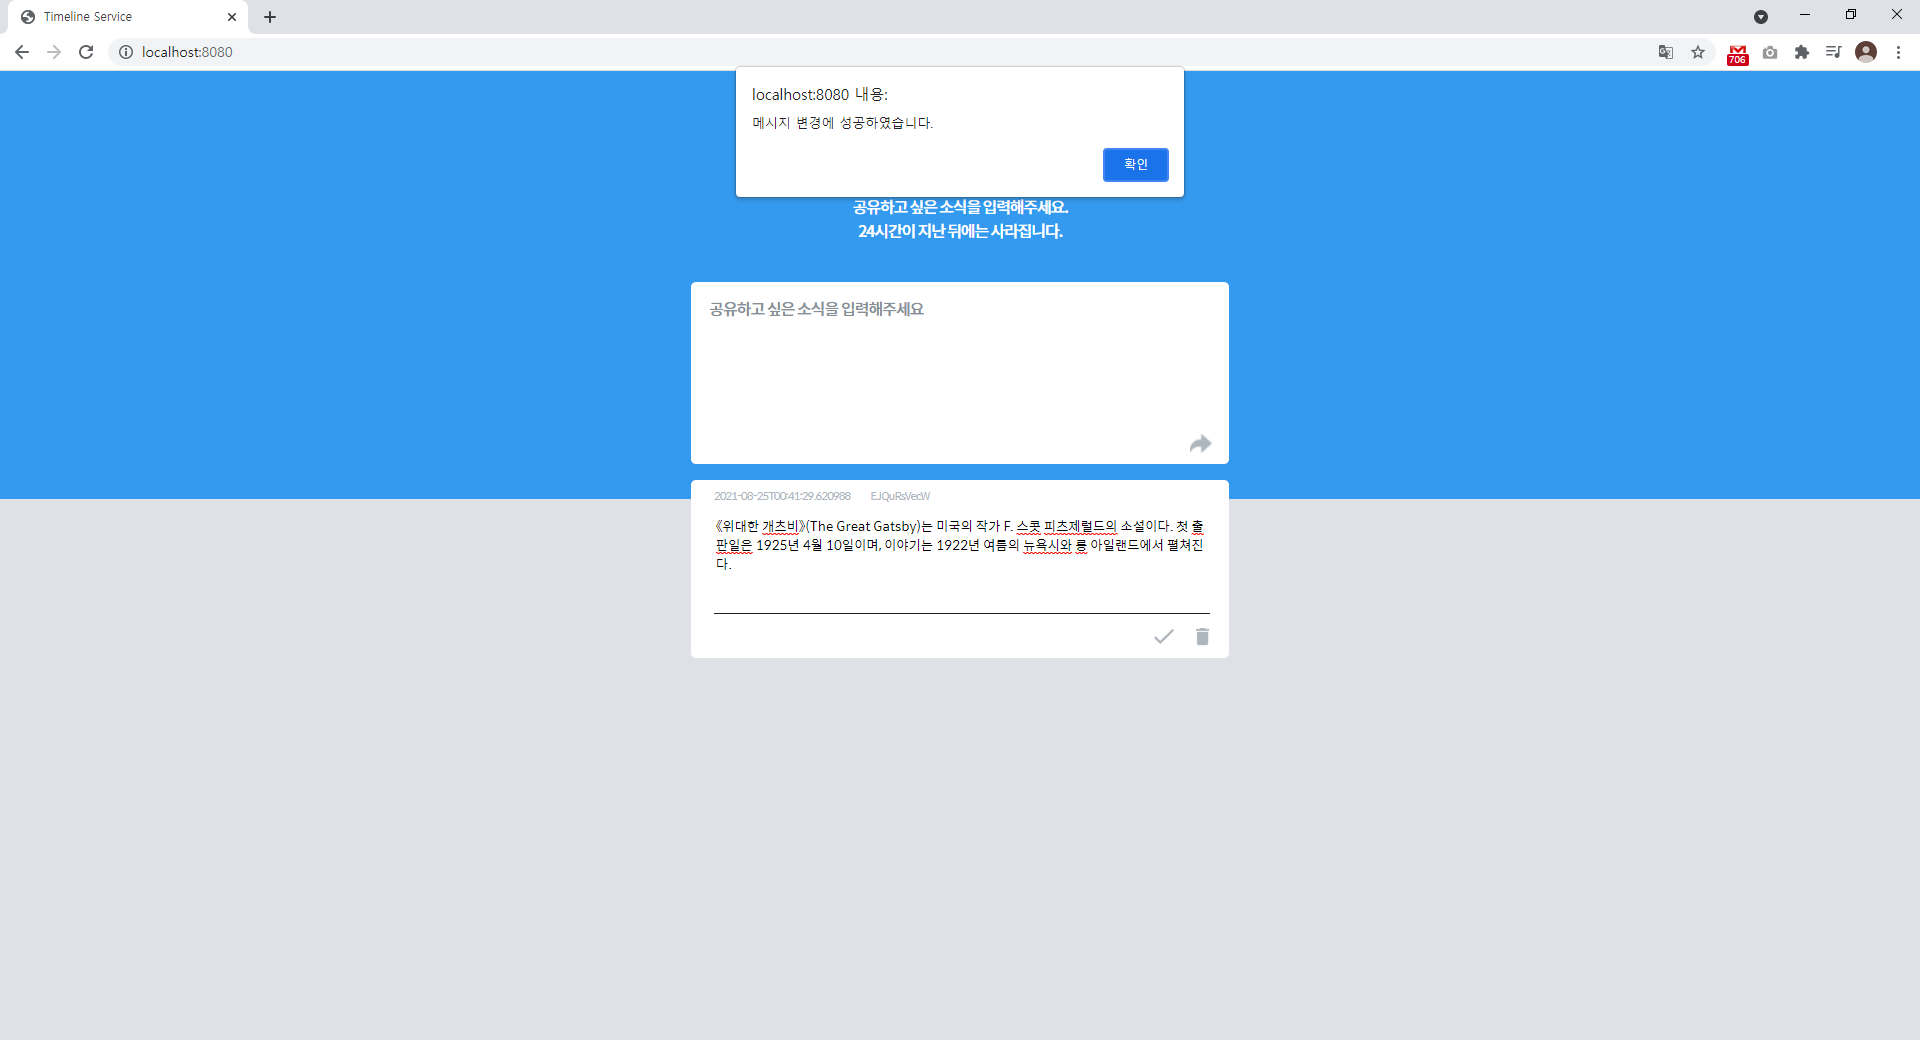 Timeline Service
localhost:8080
706
localhost:8080 내용:
메시지 변경에 성공하였습니다.
확인
공유하고 싶은 소식을 입력해주세요.
24시간이 지난 뒤에는 사라집니다.
공유하고 싶은 소식을 입력해주세요
2021-08-25T00:41:29.620988 EJQuRsVecW
《위대한 개츠비》(The Great Gatsby)는 미국의 작가 F. 스콧 피츠제럴드의 소설이다. 첫 출
판일은 1925년 4월 10일이며, 이야기는 1922년 여름의 뉴욕시와 롱 아일랜드에서 펼쳐진
다.